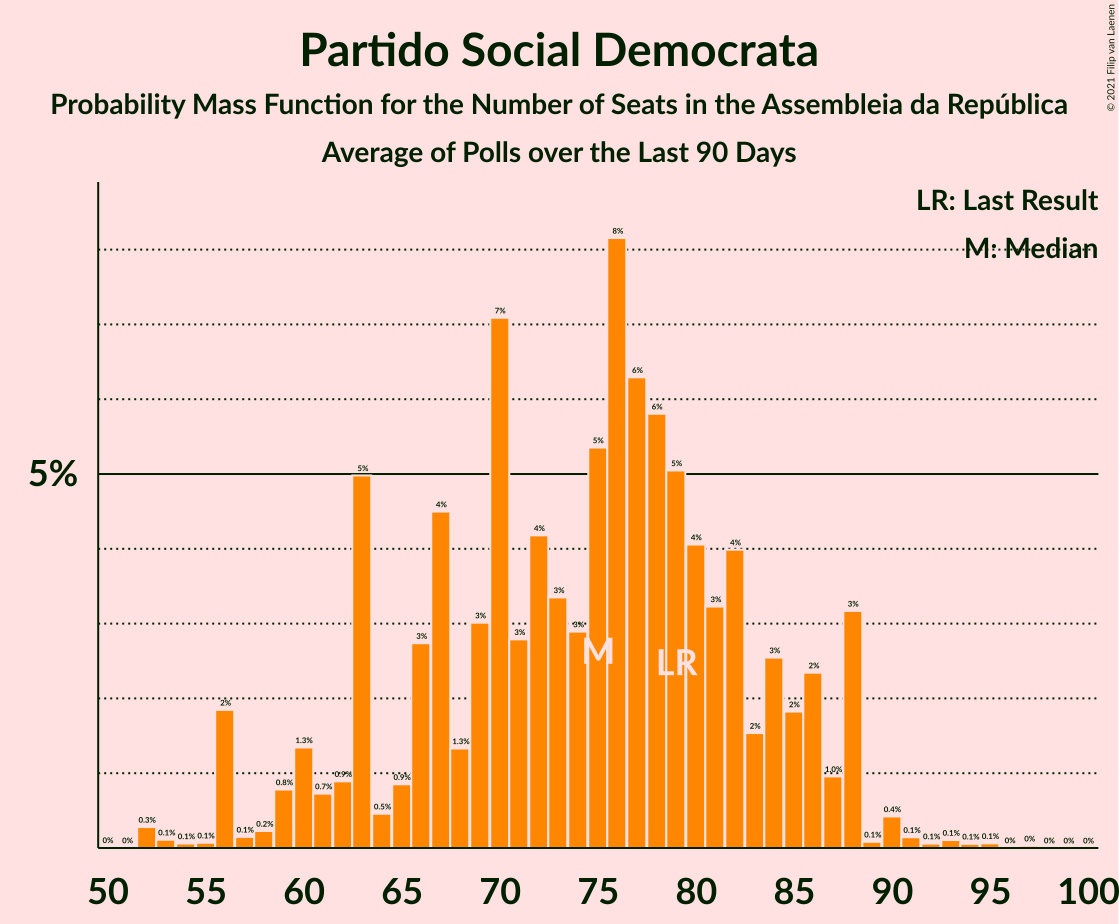 Partido Social Democrata
Probability Mass Function for the Number of Seats in the Assembleia da República
Average of Polls over the Last 90 Days
© 2021 Filip van Laenen
LR: Last Result
M: Median
5%
0% 0% 0.3% 0.1% 0.1% 0.1% 2% 0.1% 0.2% 0.8% 1.3% 0.7% 0.9% 5% 0.5% 0.9% 3% 4% 1.3% 3% 7% 3% 4% 3% 3% 5% 8% 6% 6% 5% 4% 3% 4% 2% 3% 2% 2% 1.0% 3% 0.1% 0.4% 0.1% 0.1% 0.1% 0.1% 0.1% 0% 0% 0% 0% 0%
M LR
50 55 60 65 70 75 80 85 90 95 100